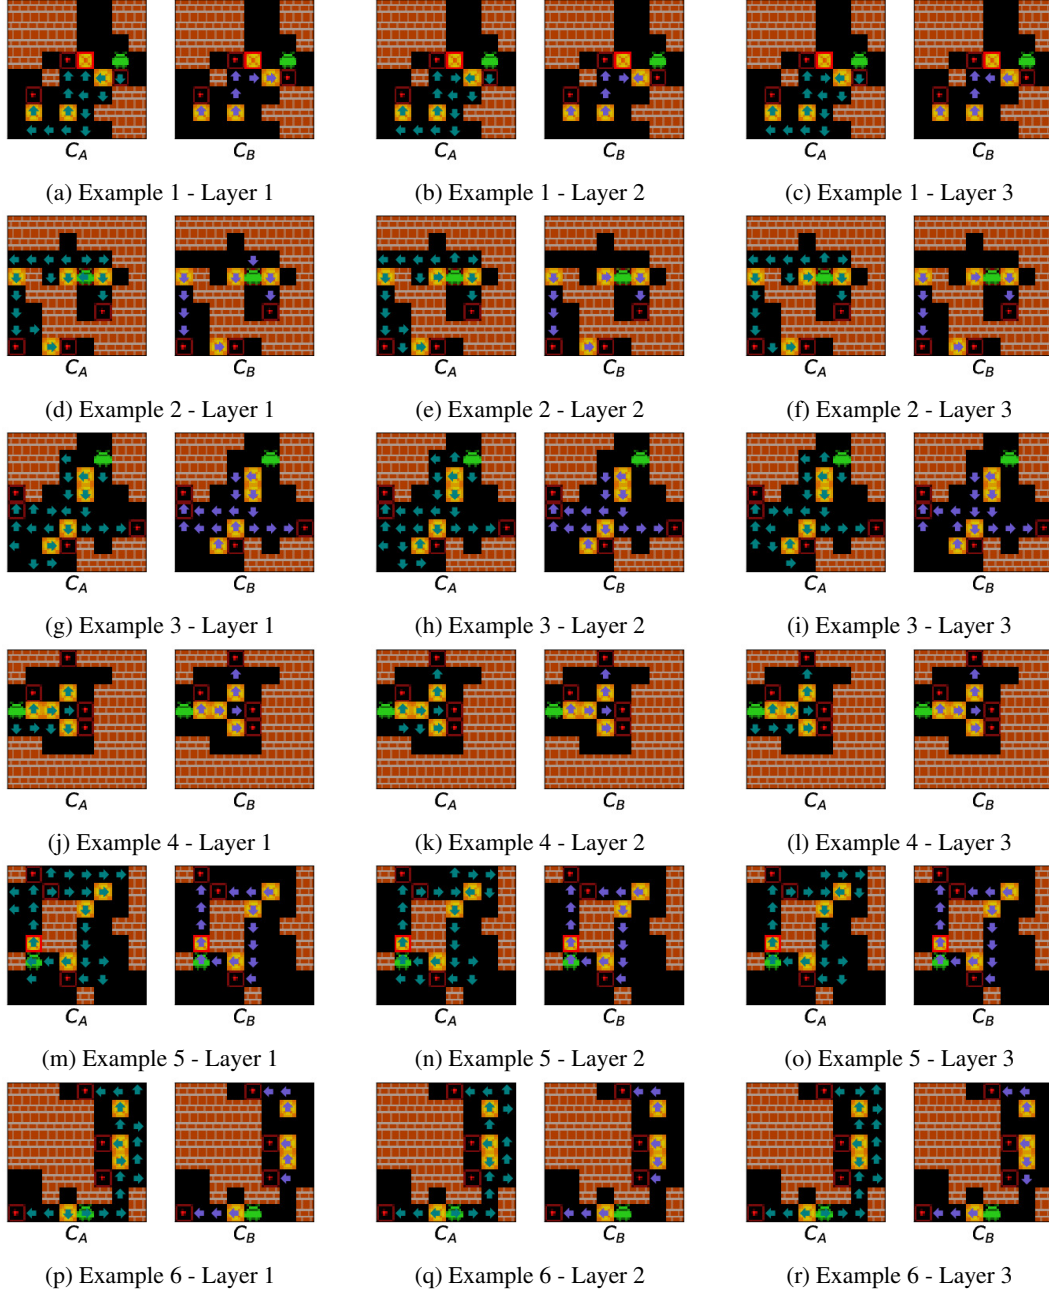 C_A C_B C_A C_B C_A C_B
(a) Example 1 - Layer 1 (b) Example 1 - Layer 2 (c) Example 1 - Layer 3
C_A C_B C_A C_B C_A C_B
(d) Example 2 - Layer 1 (e) Example 2 - Layer 2 (f) Example 2 - Layer 3
C_A C_B C_A C_B C_A C_B
(g) Example 3 - Layer 1 (h) Example 3 - Layer 2 (i) Example 3 - Layer 3
C_A C_B C_A C_B C_A C_B
(j) Example 4 - Layer 1 (k) Example 4 - Layer 2 (l) Example 4 - Layer 3
C_A C_B C_A C_B C_A C_B
(m) Example 5 - Layer 1 (n) Example 5 - Layer 2 (o) Example 5 - Layer 3
C_A C_B C_A C_B C_A C_B
(p) Example 6 - Layer 1 (q) Example 6 - Layer 2 (r) Example 6 - Layer 3